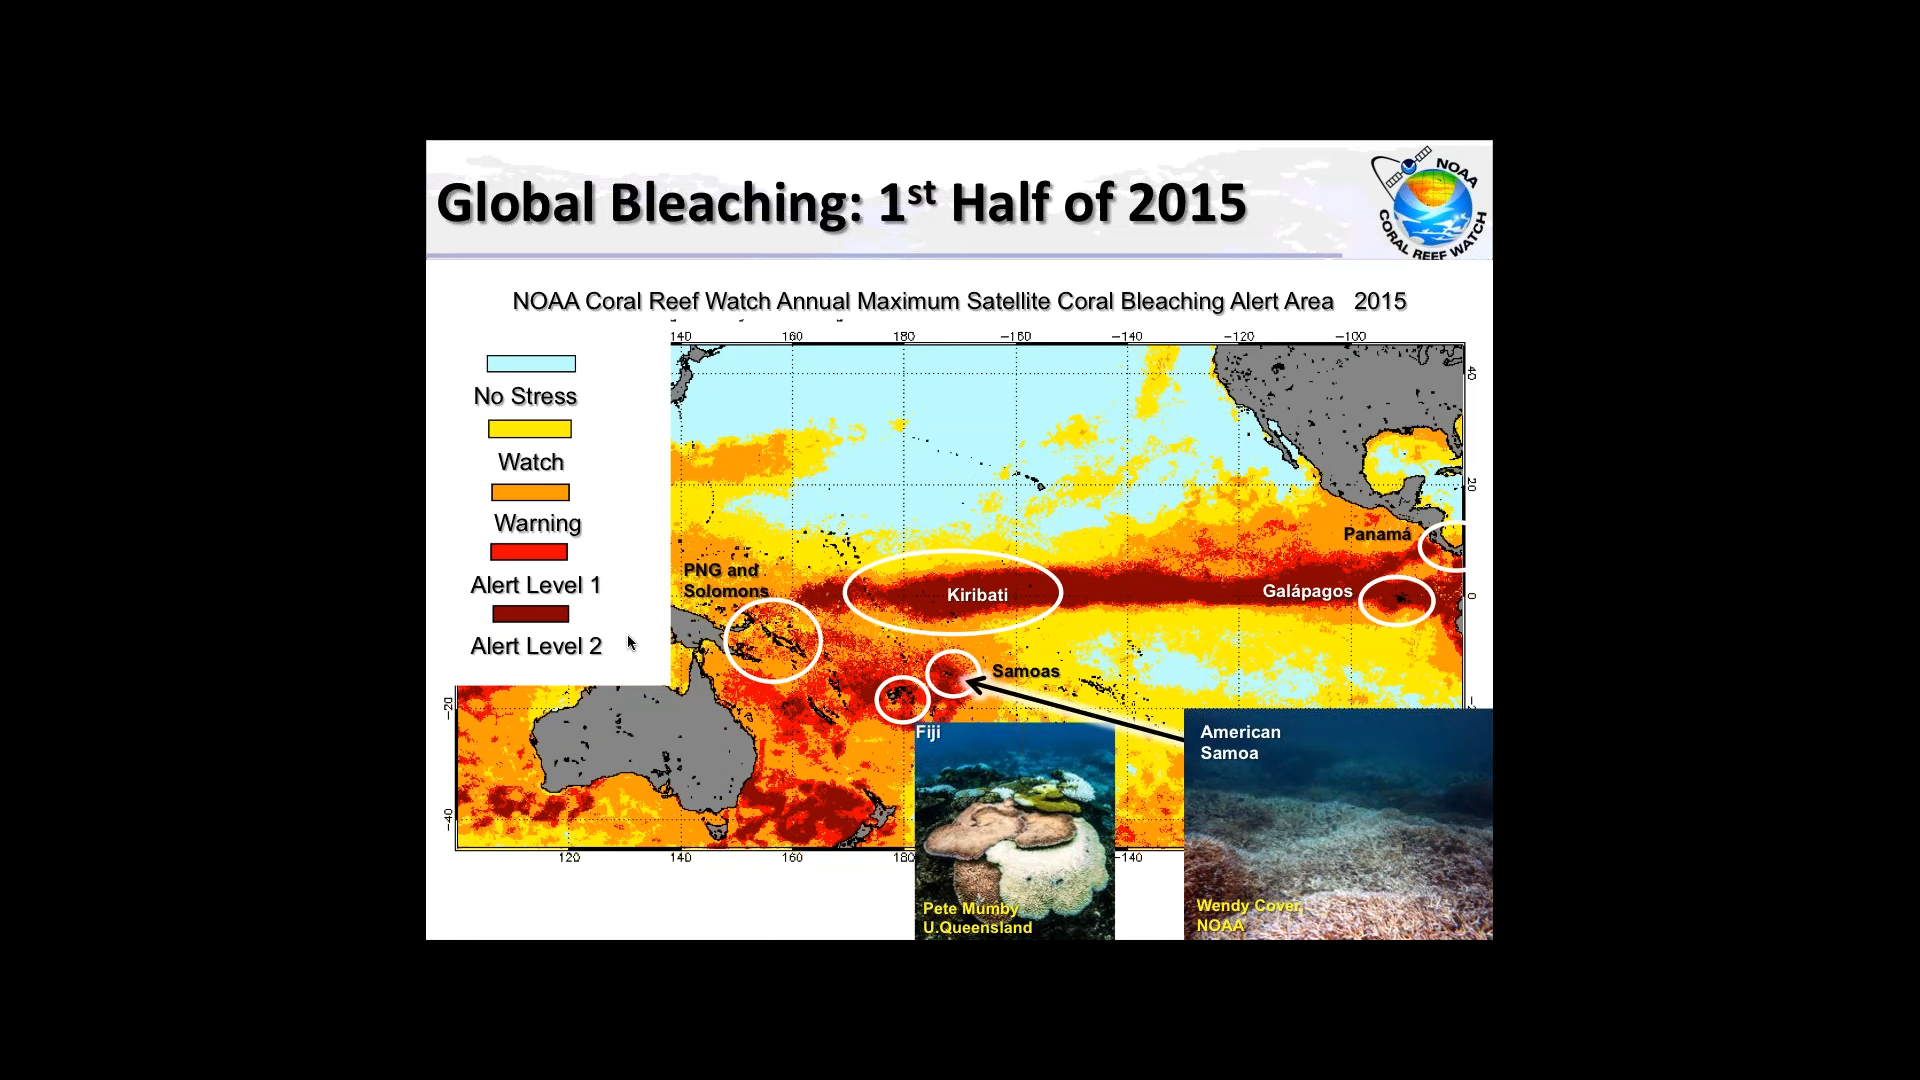 Global Bleaching: 1st Half of 2015
NOAA
CORAL REEF WATCH
NOAA Coral Reef Watch Annual Maximum Satellite Coral Bleaching Alert Area 2015
140 160 180 −160 −140 −120 −100
No Stress
Watch
Warning
Alert Level 1
Alert Level 2
40
20
0
−20
−40
Panamá
PNG and
Solomons
Kiribati
Galápagos
Samoas
Fiji
American
Samoa
120 140 160 180 −140
Pete Mumby
U.Queensland
Wendy Cover,
NOAA